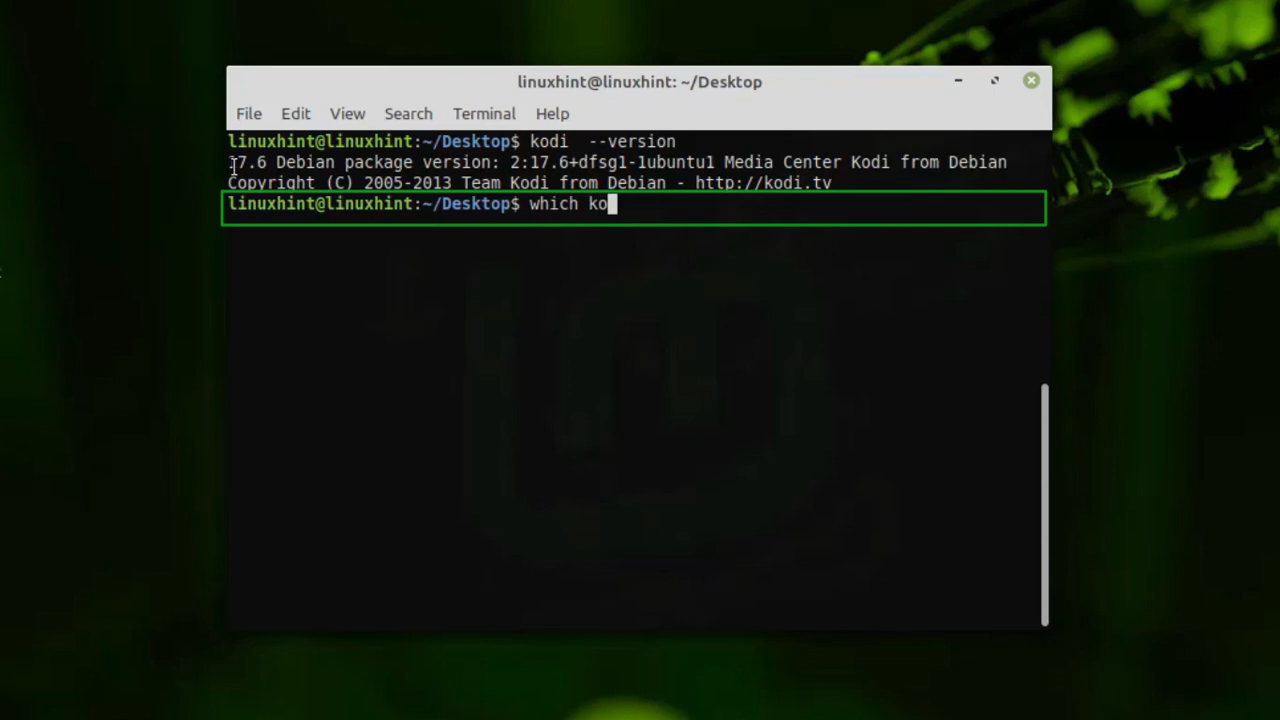 linuxhint@linuxhint: ~/Desktop
File Edit View Search Terminal Help
linuxhint@linuxhint:~/Desktop$ kodi  --version
17.6 Debian package version: 2:17.6+dfsg1-1ubuntu1 Media Center Kodi from Debian
Copyright (C) 2005-2013 Team Kodi from Debian - http://kodi.tv
linuxhint@linuxhint:~/Desktop$ which ko